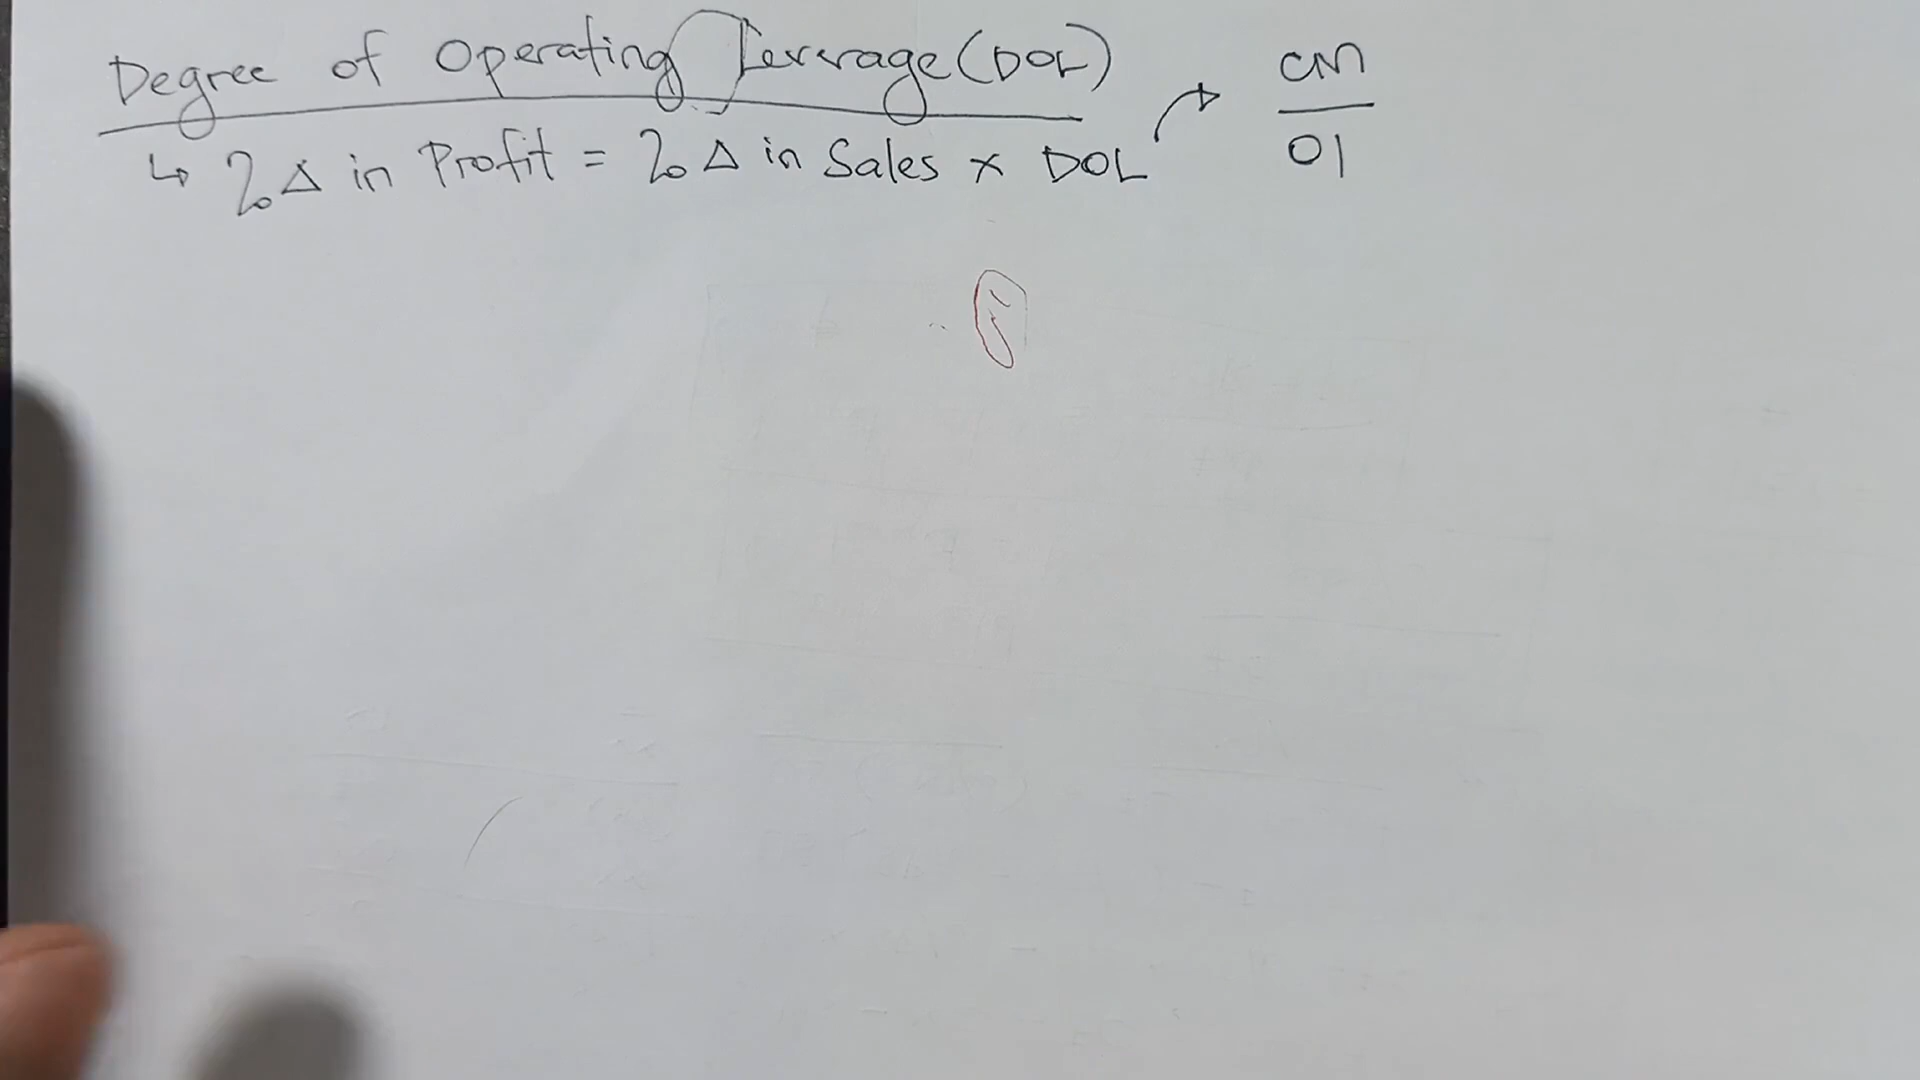 Degree of Operating Leverage (DOL)
↳ % Δ in Profit = % Δ in Sales × DOL → CM
OI